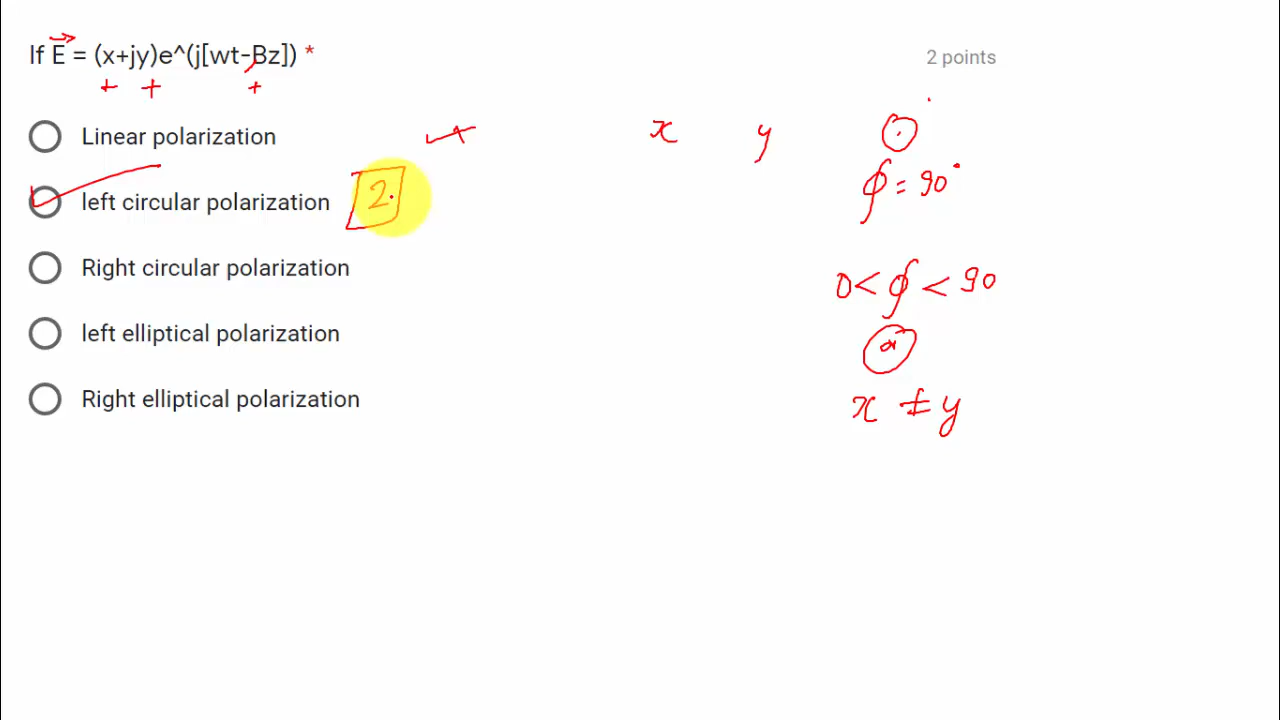 If E = (x+jy)e^(j[wt-Bz]) *
2 points
+ + +
Linear polarization
x y
φ = 90°
left circular polarization 2.
Right circular polarization
0 < φ < 90
left elliptical polarization
x ≠ y
Right elliptical polarization